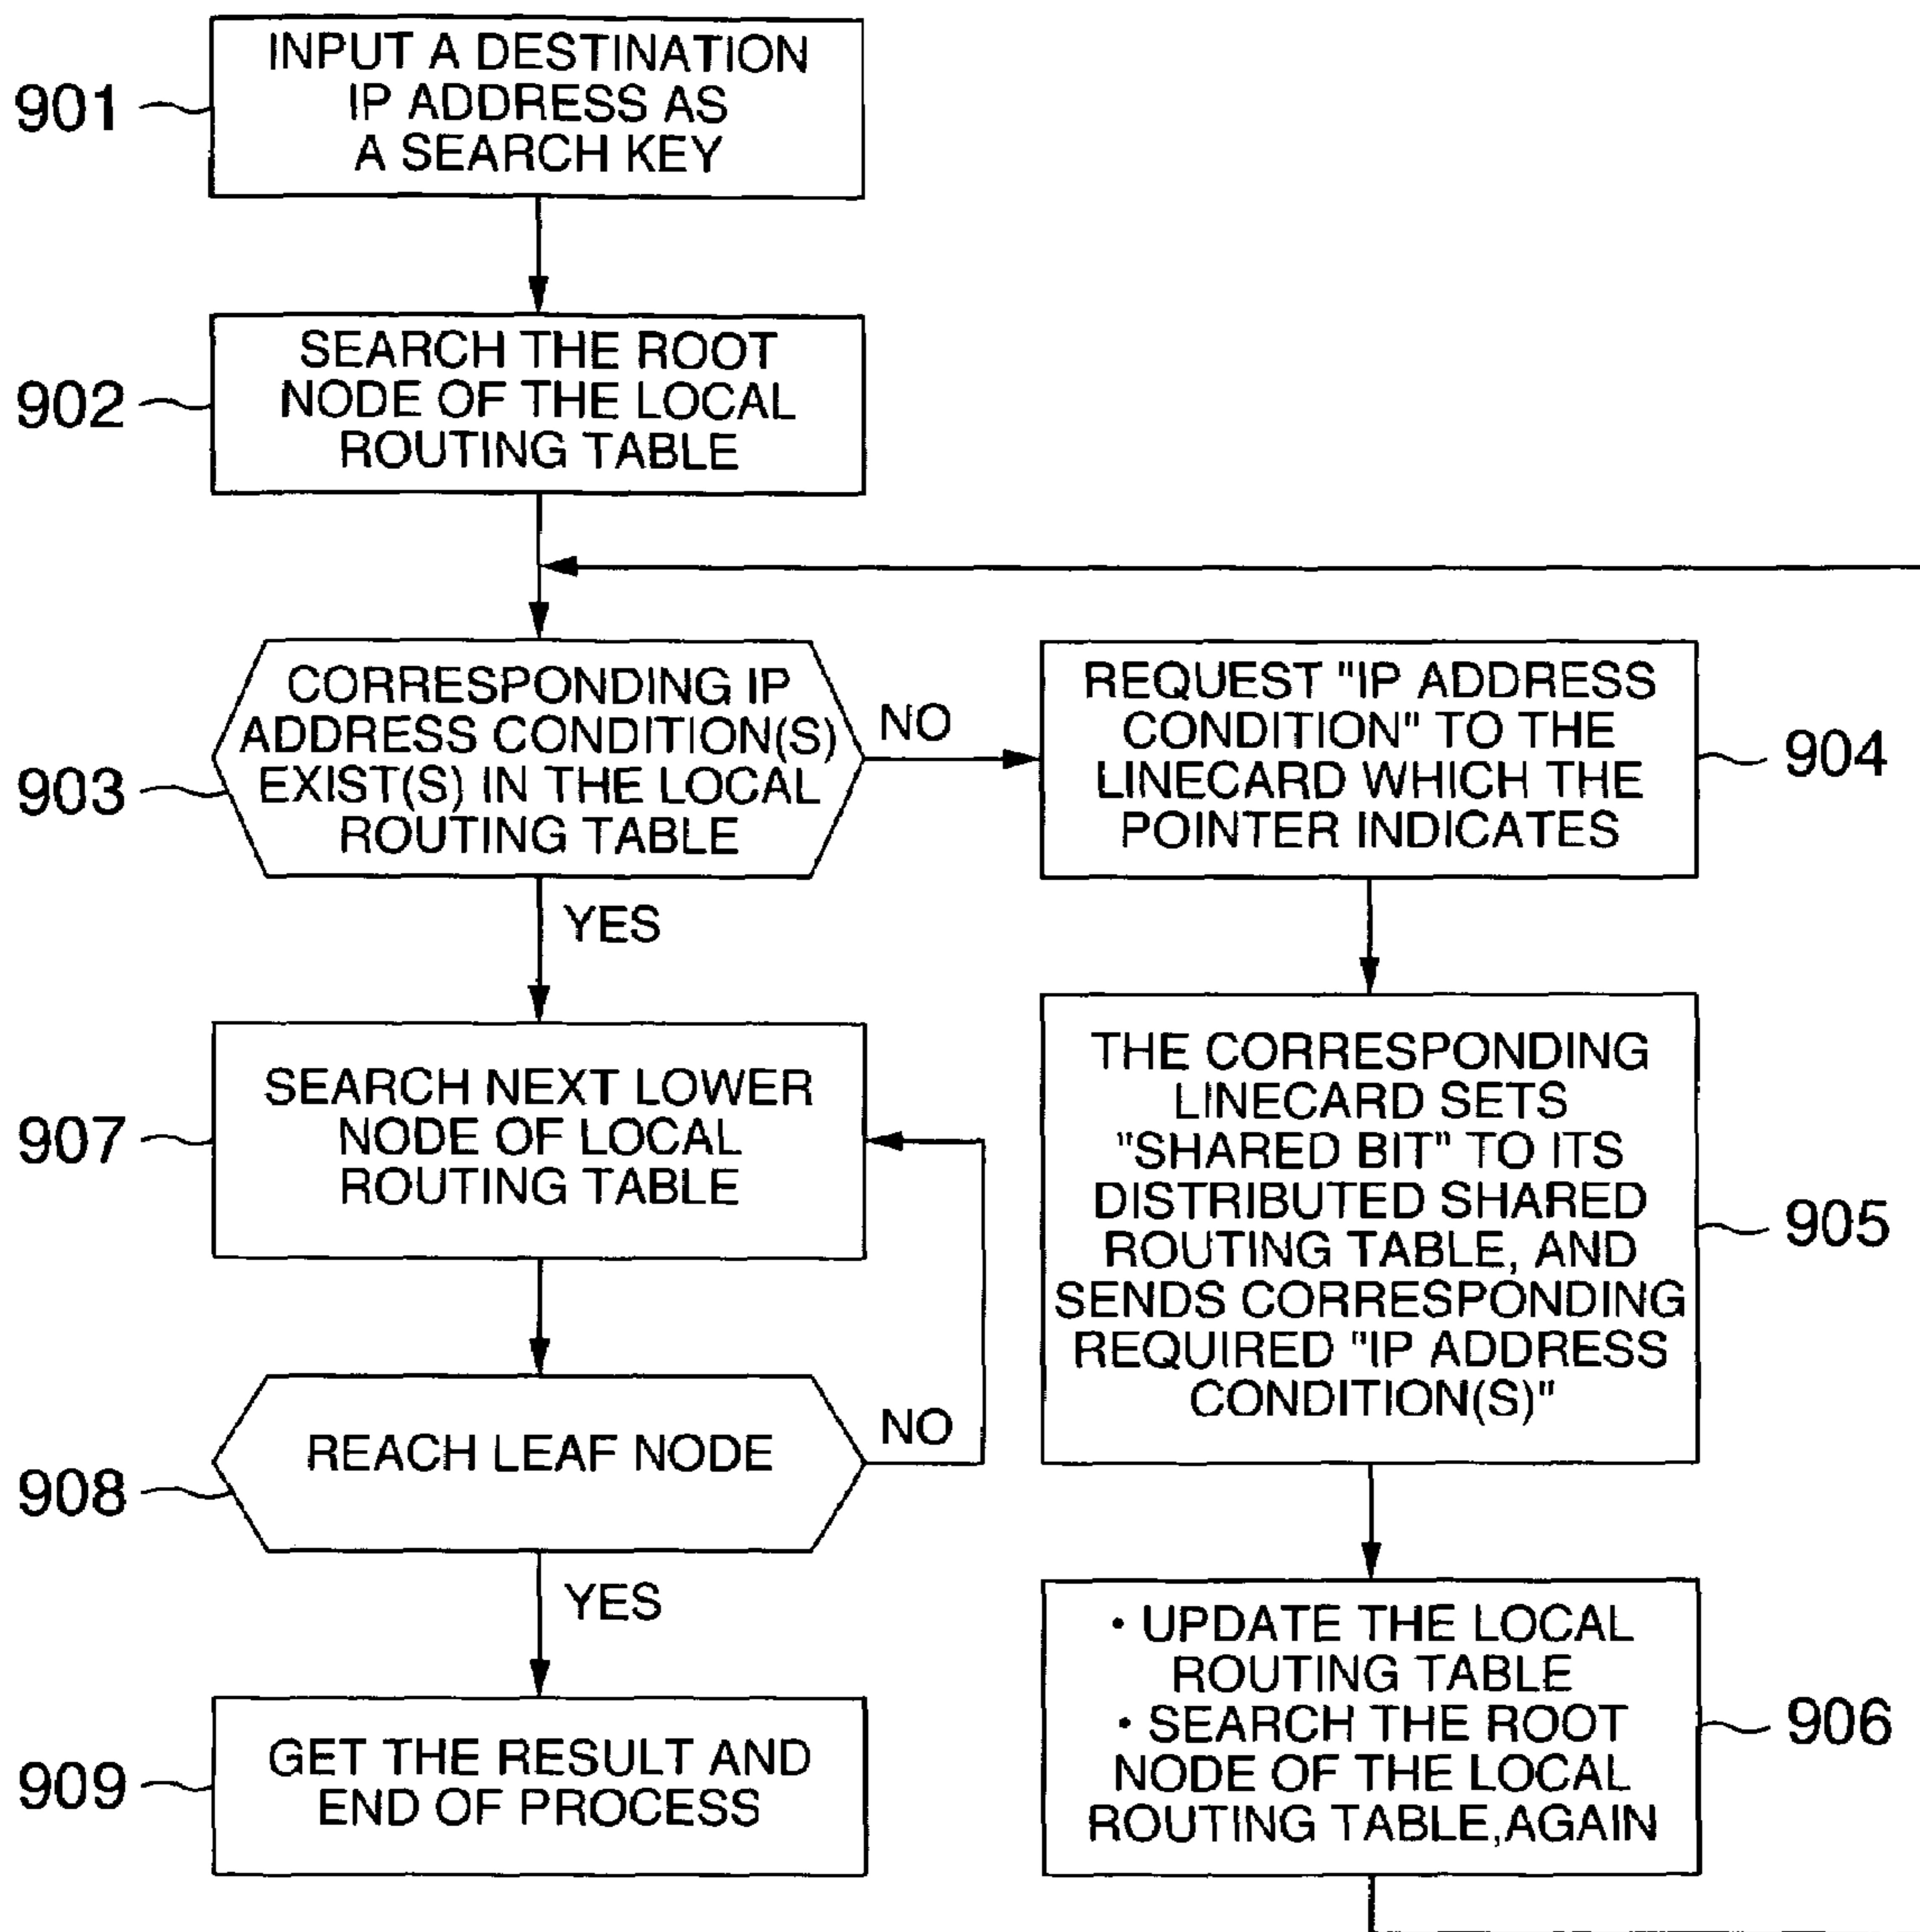 901
INPUT A DESTINATION
IP ADDRESS AS
A SEARCH KEY
902
SEARCH THE ROOT
NODE OF THE LOCAL
ROUTING TABLE
903
CORRESPONDING IP
ADDRESS CONDITION(S)
EXIST(S) IN THE LOCAL
ROUTING TABLE
NO
YES
REQUEST "IP ADDRESS
CONDITION" TO THE
LINECARD WHICH THE
POINTER INDICATES
904
THE CORRESPONDING
LINECARD SETS
"SHARED BIT" TO ITS
DISTRIBUTED SHARED
ROUTING TABLE, AND
SENDS CORRESPONDING
REQUIRED "IP ADDRESS
CONDITION(S)"
905
• UPDATE THE LOCAL
ROUTING TABLE
• SEARCH THE ROOT
NODE OF THE LOCAL
ROUTING TABLE,AGAIN
906
907
SEARCH NEXT LOWER
NODE OF LOCAL
ROUTING TABLE
908
REACH LEAF NODE
NO
YES
909
GET THE RESULT AND
END OF PROCESS